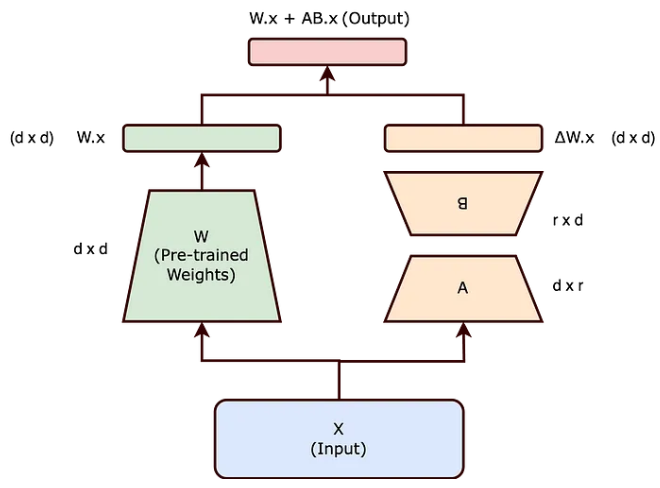 W.x + AB.x (Output)
(d x d) W.x
ΔW.x (d x d)
B
r x d
W
(Pre-trained
Weights)
d x d
A
d x r
X
(Input)